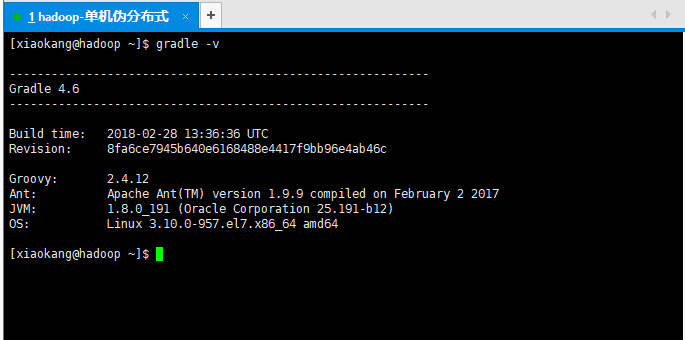 1 hadoop-单机伪分布式 × +
[xiaokang@hadoop ~]$ gradle -v
------------------------------------------------------------
Gradle 4.6
------------------------------------------------------------
Build time:   2018-02-28 13:36:36 UTC
Revision:     8fa6ce7945b640e6168488e4417f9bb96e4ab46c
Groovy:       2.4.12
Ant:          Apache Ant(TM) version 1.9.9 compiled on February 2 2017
JVM:          1.8.0_191 (Oracle Corporation 25.191-b12)
OS:           Linux 3.10.0-957.el7.x86_64 amd64
[xiaokang@hadoop ~]$